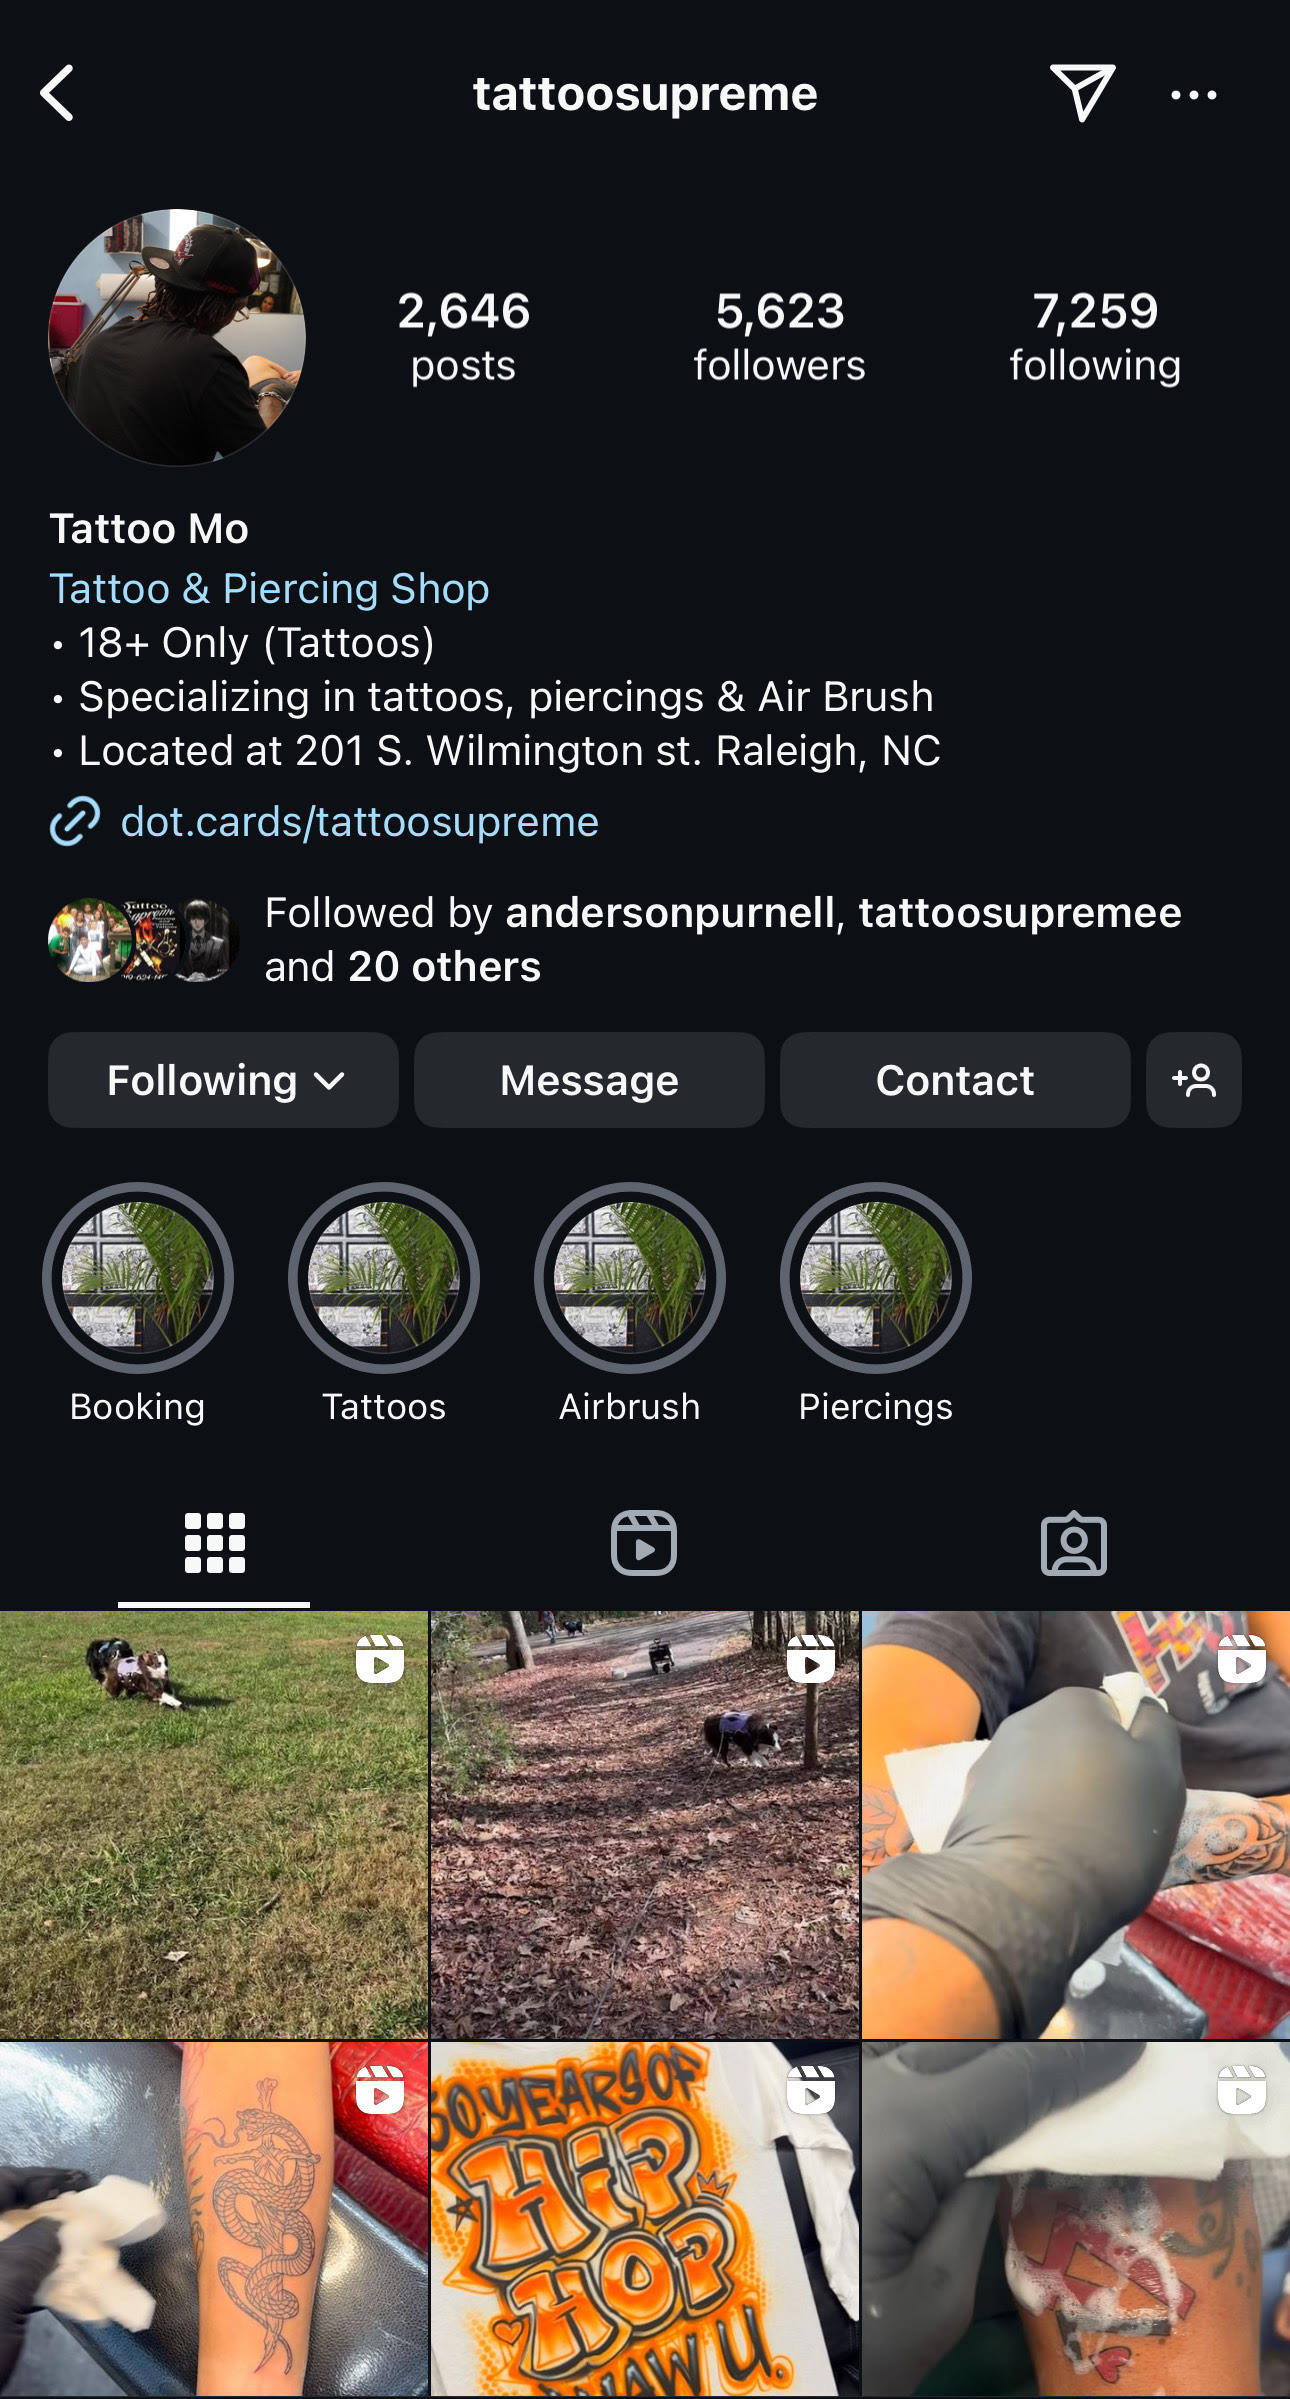 tattoosupreme
2,646
posts
5,623
followers
7,259
following
Tattoo Mo
Tattoo & Piercing Shop
• 18+ Only (Tattoos)
• Specializing in tattoos, piercings & Air Brush
• Located at 201 S. Wilmington st. Raleigh, NC
dot.cards/tattoosupreme
Tattoo
Supreme
Followed by andersonpurnell, tattoosupremee
and 20 others
Following
Message
Contact
Booking
Tattoos
Airbrush
Piercings
50 YEARS OF
HIP
HOP